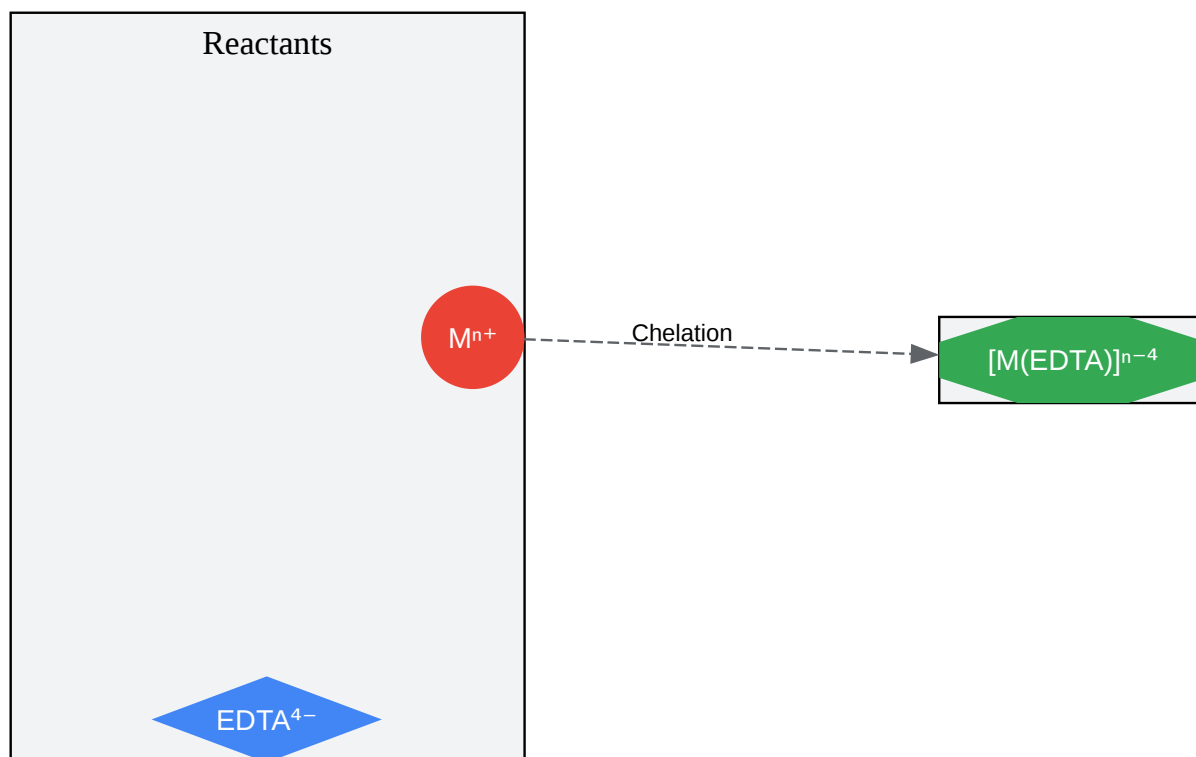 Reactants
Mⁿ⁺
Chelation
[M(EDTA)]ⁿ⁻⁴
EDTA⁴⁻